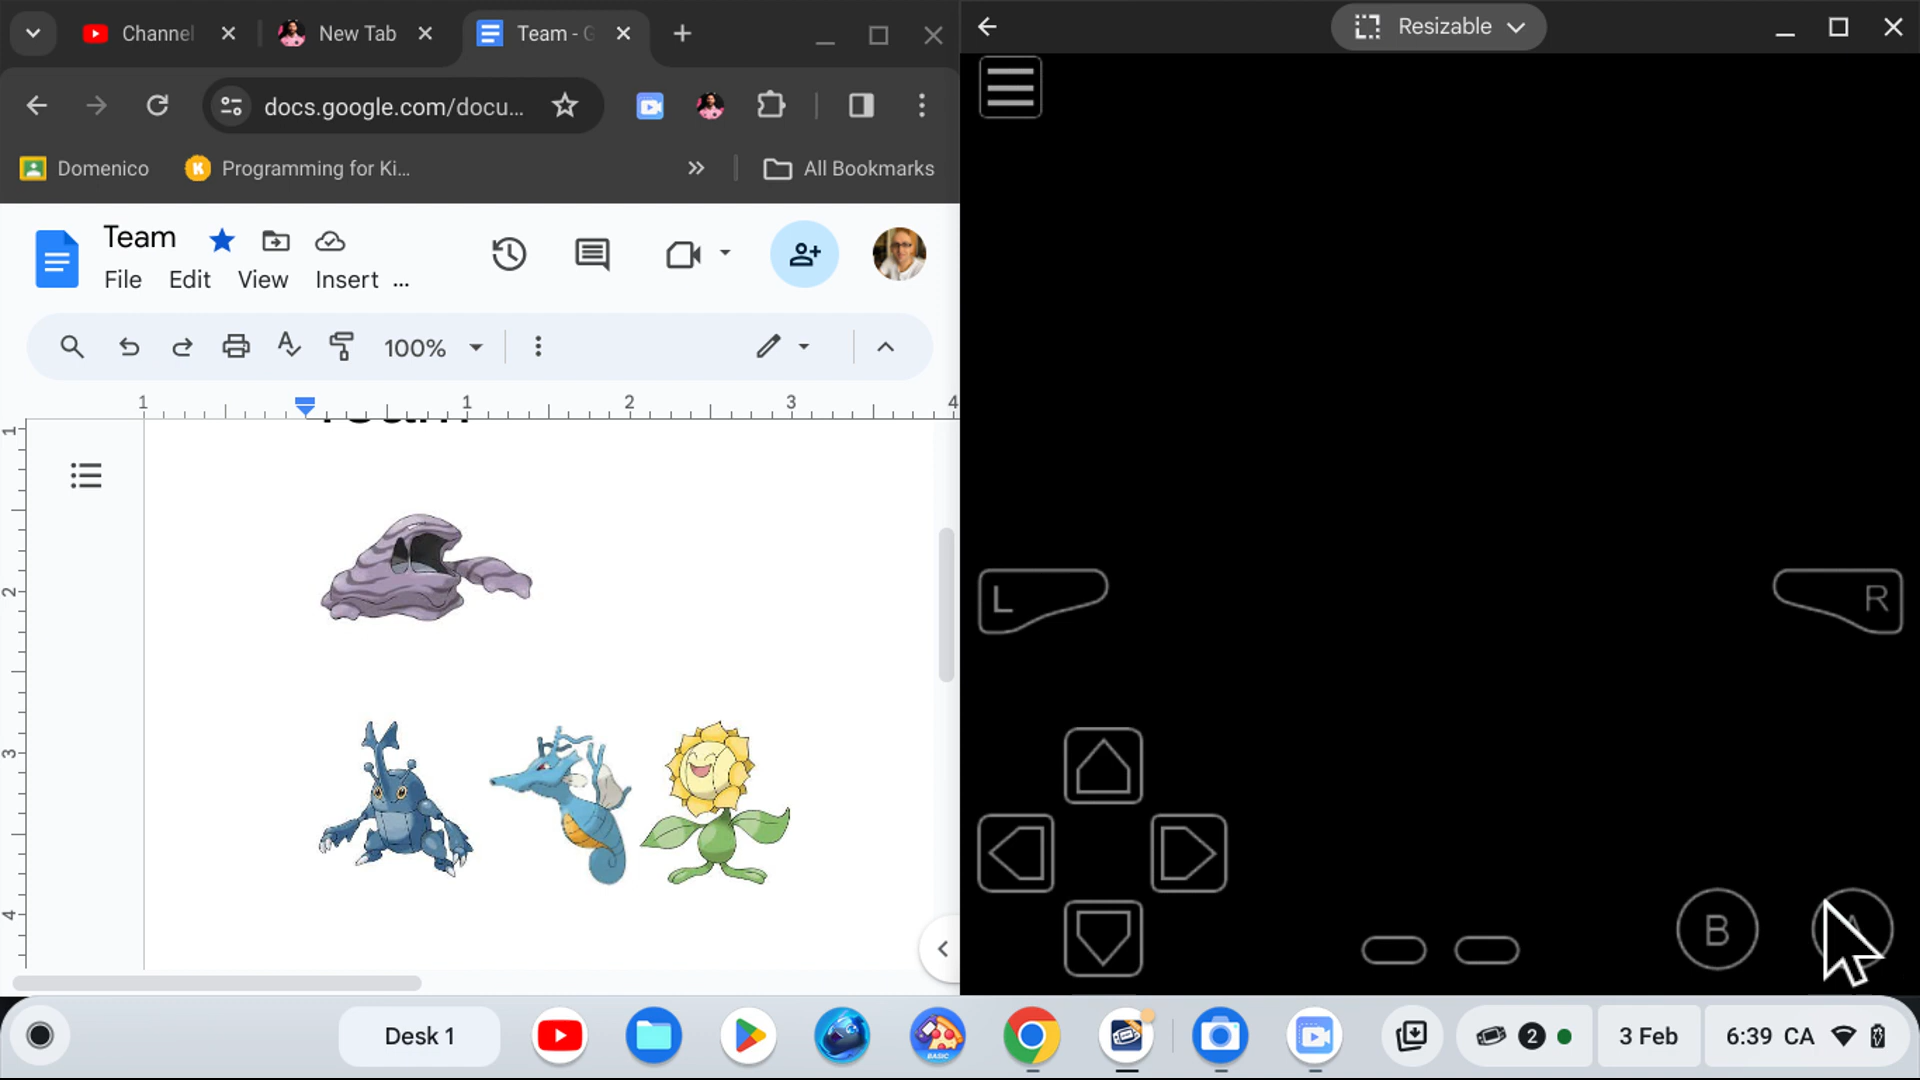 Channel
New Tab
Team - G
Resizable
docs.google.com/docu...
Domenico
Programming for Ki...
All Bookmarks
Team
File Edit View Insert ...
100%
1 1 2 3 4
1
2
3
4
L
R
B
Desk 1
BASIC
2
3 Feb
6:39 CA